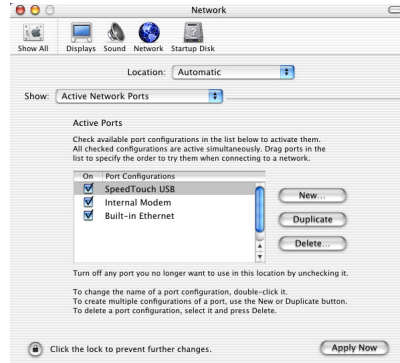 Network
Show All Displays Sound Network Startup Disk
Location: Automatic
Show: Active Network Ports
Active Ports
Check available port configurations in the list below to activate them.
All checked configurations are active simultaneously. Drag ports in the
list to specify the order to try them when connecting to a network.
On Port Configurations
SpeedTouch USB
Internal Modem
Built-in Ethernet
New...
Duplicate
Delete...
Turn off any port you no longer want to use in this location by unchecking it.
To change the name of a port configuration, double-click it.
To create multiple configurations of a port, use the New or Duplicate button.
To delete a port configuration, select it and press Delete.
Click the lock to prevent further changes.
Apply Now